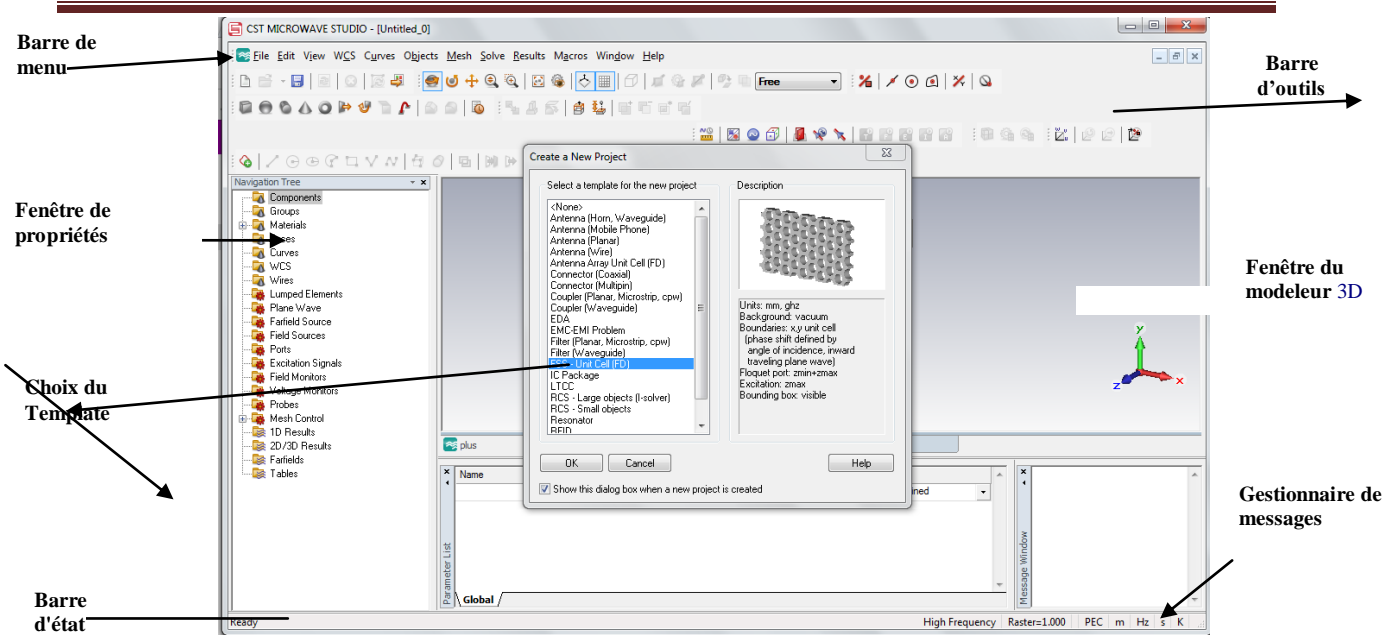 CST MICROWAVE STUDIO - [Untitled_0]
Barre de
menu
File Edit View WCS Curves Objects Mesh Solve Results Macros Window Help
Barre
d'outils
Free
Navigation Tree
Components
Groups
Materials
Curves
WCS
Wires
Lumped Elements
Plane Wave
Farfield Source
Field Sources
Ports
Excitation Signals
Field Monitors
Voltage Monitors
Probes
Mesh Control
1D Results
2D/3D Results
Farfields
Tables
Fenêtre de
propriétés
Choix du
Template
Create a New Project
Select a template for the new project
<None>
Antenna (Horn, Waveguide)
Antenna (Mobile Phone)
Antenna (Planar)
Antenna (Wire)
Antenna Array Unit Cell (FD)
Connector (Coaxial)
Connector (Multipin)
Coupler (Planar, Microstrip, cpw)
Coupler (Waveguide)
EDA
EMC-EMI Problem
Filter (Planar, Microstrip, cpw)
Filter (Waveguide)
FSS - Unit Cell (FD)
IC Package
LTCC
RCS - Large objects (I-solver)
RCS - Small objects
Resonator
RFID
Description
Units: mm, ghz
Background: vacuum
Boundaries: x,y unit cell
(phase shift defined by
angle of incidence, inward
traveling plane wave)
Floquet port: zmin+zmax
Excitation: zmax
Bounding box: visible
OK Cancel Help
Show this dialog box when a new project is created
Fenêtre du
modeleur 3D
y
z
x
plus
Name
ined
Parameter List
Global
Message Window
Gestionnaire de
messages
Barre
d'état
Ready
High Frequency Raster=1.000 PEC m Hz s K